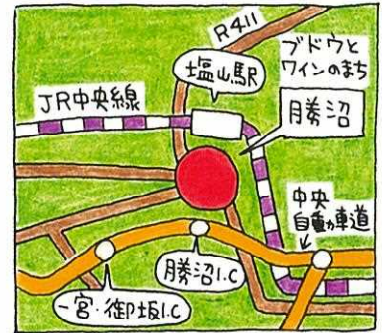 R411
ブドウと
ワインのまち
塩山駅
JR中央線
勝沼
中央
自動車道
勝沼I.C
一宮・御坂I.C